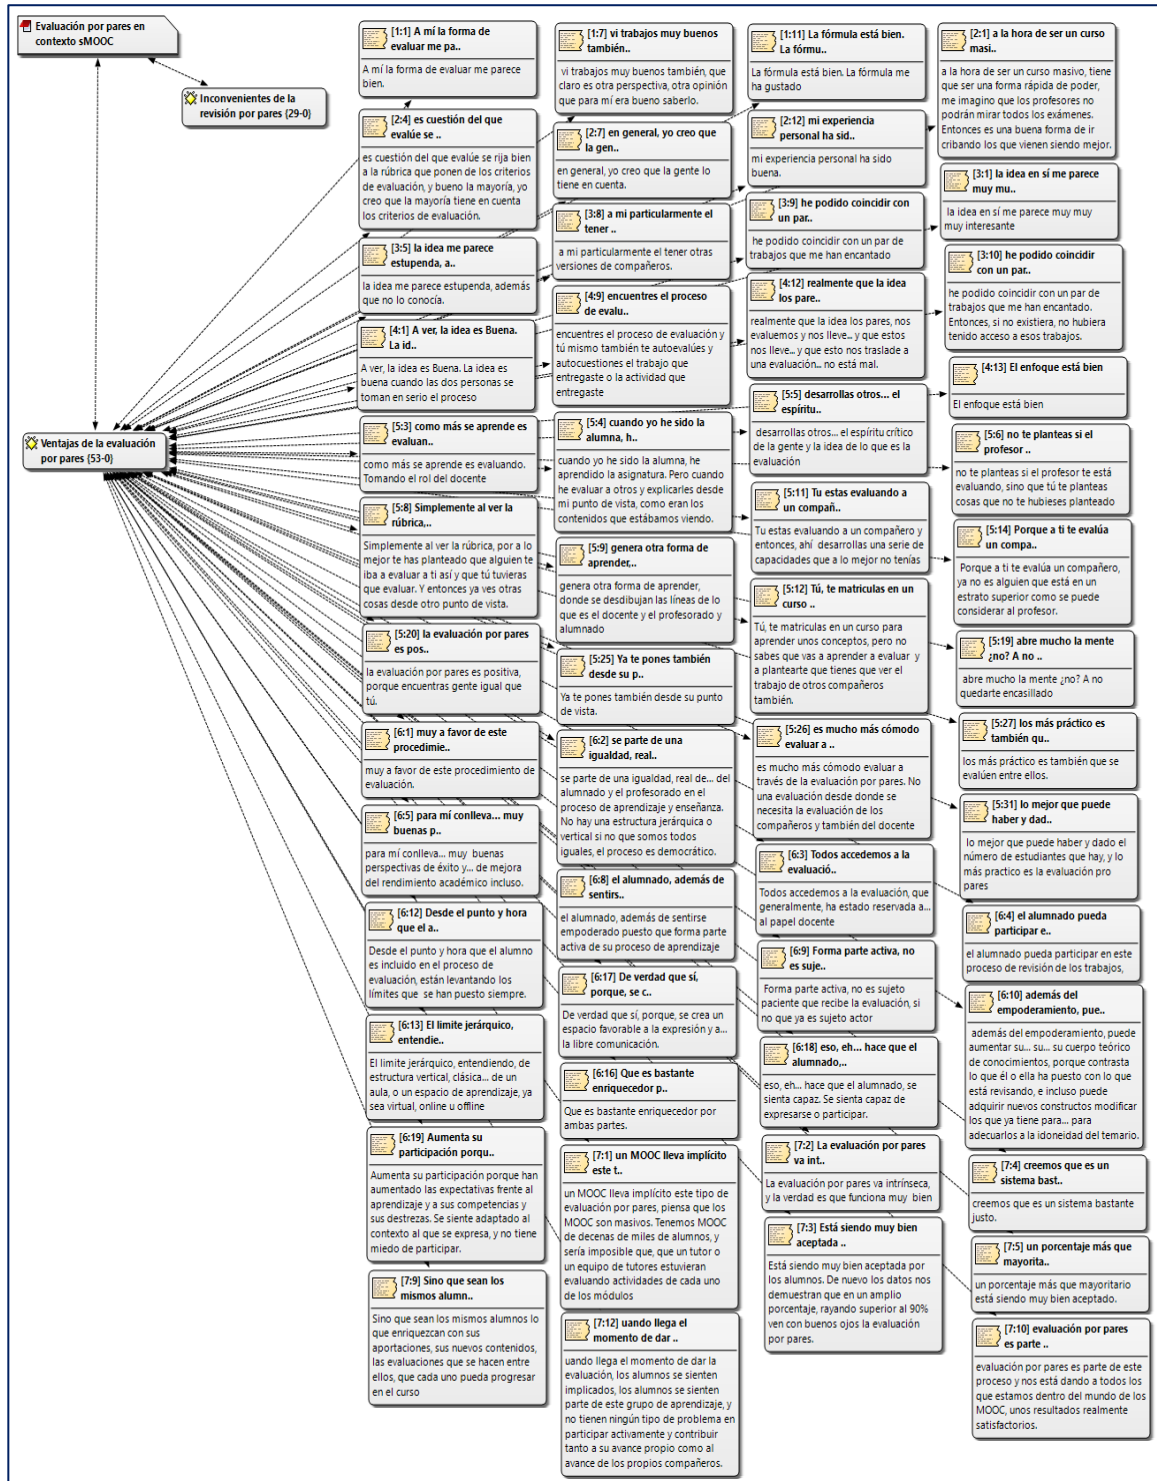 Evaluación por pares en
contexto sMOOC
Inconvenientes de la
revisión por pares {29-0}
Ventajas de la evaluación
por pares {53-0}
[1:1] A mí la forma de
evaluar me pa..
A mí la forma de evaluar me parece
bien.
[2:4] es cuestión del que
evalúe se ..
es cuestión del que evalúe se rija bien
a la rúbrica que ponen de los criterios
de evaluación, y bueno la mayoría, yo
creo que la mayoría tiene en cuenta
los criterios de evaluación.
[3:5] la idea me parece
estupenda, a..
la idea me parece estupenda, además
que no lo conocía.
[4:1] A ver, la idea es Buena.
La id..
A ver, la idea es Buena. La idea es
buena cuando las dos personas se
toman en serio el proceso
[5:3] como más se aprende es
evaluan..
como más se aprende es evaluando.
Tomando el rol del docente
[5:8] Simplemente al ver la
rúbrica,..
Simplemente al ver la rúbrica, por a lo
mejor te has planteado que alguien te
iba a evaluar a ti así y que tú tuvieras
que evaluar. Y entonces ya ves otras
cosas desde otro punto de vista.
[5:20] la evaluación por pares
es pos..
la evaluación por pares es positiva,
porque encuentras gente igual que
tú.
[6:1] muy a favor de este
procedimie..
muy a favor de este procedimiento de
evaluación.
[6:5] para mí conlleva... muy
buenas p..
para mí conlleva... muy  buenas
perspectivas de éxito y... de mejora
del rendimiento académico incluso.
[6:12] Desde el punto y hora
que el a..
Desde el punto y hora que el alumno
es incluido en el proceso de
evaluación, están levantando los
límites que  se han puesto siempre.
[6:13] El limite jerárquico,
entendie..
El limite jerárquico, entendiendo, de
estructura vertical, clásica... de un
aula, o un espacio de aprendizaje, ya
sea virtual, online u offline
[6:19] Aumenta su
participación porqu..
Aumenta su participación porque han
aumentado las expectativas frente al
aprendizaje y a sus competencias y
sus destrezas. Se siente adaptado al
contexto al que se expresa, y no tiene
miedo de participar.
[7:9] Sino que sean los
mismos alumn..
Sino que sean los mismos alumnos lo
que enriquezcan con sus
aportaciones, sus nuevos contenidos,
las evaluaciones que se hacen entre
ellos, que cada uno pueda progresar
en el curso
[1:7] vi trabajos muy buenos
también..
vi trabajos muy buenos también, que
claro es otra perspectiva, otra opinión
que para mí era bueno saberlo.
[2:7] en general, yo creo que
la gen..
en general, yo creo que la gente lo
tiene en cuenta.
[3:8] a mi particularmente el
tener ..
a mi particularmente el tener otras
versiones de compañeros.
[4:9] encuentres el proceso
de evalu..
encuentres el proceso de evaluación y
tú mismo también te autoevalúes y
autocuestiones el trabajo que
entregaste o la actividad que
entregaste
[5:4] cuando yo he sido la
alumna, h..
cuando yo he sido la alumna, he
aprendido la asignatura. Pero cuando
he evaluar a otros y explicarles desde
mi punto de vista, como eran los
contenidos que estábamos viendo.
[5:9] genera otra forma de
aprender,..
genera otra forma de aprender,
donde se desdibujan las líneas de lo
que es el docente y el profesorado y
alumnado
[5:25] Ya te pones también
desde su p..
Ya te pones también desde su punto
de vista.
[6:2] se parte de una
igualdad, real..
se parte de una igualdad, real de... del
alumnado y el profesorado en el
proceso de aprendizaje y enseñanza.
No hay una estructura jerárquica o
vertical si no que somos todos
iguales, el proceso es democrático.
[6:8] el alumnado, además de
sentirs..
el alumnado, además de sentirse
empoderado puesto que forma parte
activa de su proceso de aprendizaje
[6:17] De verdad que sí,
porque, se c..
De verdad que sí, porque, se crea un
espacio favorable a la expresión y a...
la libre comunicación.
[6:16] Que es bastante
enriquecedor p..
Que es bastante enriquecedor por
ambas partes.
[7:1] un MOOC lleva implícito
este t..
un MOOC lleva implícito este tipo de
evaluación por pares, piensa que los
MOOC son masivos. Tenemos MOOC
de decenas de miles de alumnos, y
sería imposible que, que un tutor o
un equipo de tutores estuvieran
evaluando actividades de cada uno
de los módulos
[7:12] uando llega el
momento de dar ..
uando llega el momento de dar la
evaluación, los alumnos se sienten
implicados, los alumnos se sienten
parte de este grupo de aprendizaje, y
no tienen ningún tipo de problema en
participar activamente y contribuir
tanto a su avance propio como al
avance de los propios compañeros.
[1:11] La fórmula está bien.
La fórmu..
La fórmula está bien. La fórmula me
ha gustado
[2:12] mi experiencia
personal ha sid..
mi experiencia personal ha sido
buena.
[3:9] he podido coincidir con
un par..
he podido coincidir con un par de
trabajos que me han encantado
[4:12] realmente que la idea
los pare..
realmente que la idea los pares, nos
evaluemos y nos lleve... y que estos
nos lleve... y que esto nos traslade a
una evaluación... no está mal.
[5:5] desarrollas otros... el
espíritu..
desarrollas otros... el espíritu crítico
de la gente y la idea de lo que es la
evaluación
[5:11] Tu estas evaluando a
un compañ..
Tu estas evaluando a un compañero y
entonces, ahí  desarrollas una serie de
capacidades que a lo mejor no tenías
[5:12] Tú, te matriculas en un
curso ..
Tú, te matriculas en un curso para
aprender unos conceptos, pero no
sabes que vas a aprender a evaluar  y
a plantearte que tienes que ver el
trabajo de otros compañeros
también.
[5:26] es mucho más cómodo
evaluar a ..
es mucho más cómodo evaluar a
través de la evaluación por pares. No
una evaluación desde donde se
necesita la evaluación de los
compañeros y también del docente
[6:3] Todos accedemos a la
evaluació..
Todos accedemos a la evaluación, que
generalmente, ha estado reservada a...
al papel docente
[6:9] Forma parte activa, no
es suje..
Forma parte activa, no es sujeto
paciente que recibe la evaluación, si
no que ya es sujeto actor
[6:18] eso, eh... hace que el
alumnado,..
eso, eh... hace que el alumnado, se
sienta capaz. Se sienta capaz de
expresarse o participar.
[7:2] La evaluación por pares
va int..
La evaluación por pares va intrínseca,
y la verdad es que funciona muy  bien
[7:3] Está siendo muy bien
aceptada ..
Está siendo muy bien aceptada por
los alumnos. De nuevo los datos nos
demuestran que en un amplio
porcentaje, rayando superior al 90%
ven con buenos ojos la evaluación
por pares.
[2:1] a la hora de ser un curso
masi..
a la hora de ser un curso masivo, tiene
que ser una forma rápida de poder,
me imagino que los profesores no
podrán mirar todos los exámenes.
Entonces es una buena forma de ir
cribando los que vienen siendo mejor.
[3:1] la idea en sí me parece
muy mu..
la idea en sí me parece muy muy
muy interesante
[3:10] he podido coincidir
con un par..
he podido coincidir con un par de
trabajos que me han encantado.
Entonces, si no existiera, no hubiera
tenido acceso a esos trabajos.
[4:13] El enfoque está bien
El enfoque está bien
[5:6] no te planteas si el
profesor ..
no te planteas si el profesor te está
evaluando, sino que tú te planteas
cosas que no te hubieses planteado
[5:14] Porque a ti te evalúa
un compa..
Porque a ti te evalúa un compañero,
ya no es alguien que está en un
estrato superior como se puede
considerar al profesor.
[5:19] abre mucho la mente
¿no? A no ..
abre mucho la mente ¿no? A no
quedarte encasillado
[5:27] los más práctico es
también qu..
los más práctico es también que se
evalúen entre ellos.
[5:31] lo mejor que puede
haber y dad..
lo mejor que puede haber y dado el
número de estudiantes que hay, y lo
más practico es la evaluación pro
pares
[6:4] el alumnado pueda
participar e..
el alumnado pueda participar en este
proceso de revisión de los trabajos,
[6:10] además del
empoderamiento, pue..
además del empoderamiento, puede
aumentar su... su... su cuerpo teórico
de conocimientos, porque contrasta
lo que él o ella ha puesto con lo que
está revisando, e incluso puede
adquirir nuevos constructos modificar
los que ya tiene para... para
adecuarlos a la idoneidad del temario.
[7:4] creemos que es un
sistema bast..
creemos que es un sistema bastante
justo.
[7:5] un porcentaje más que
mayorita..
un porcentaje más que mayoritario
está siendo muy bien aceptado.
[7:10] evaluación por pares
es parte ..
evaluación por pares es parte de este
proceso y nos está dando a todos los
que estamos dentro del mundo de los
MOOC, unos resultados realmente
satisfactorios.